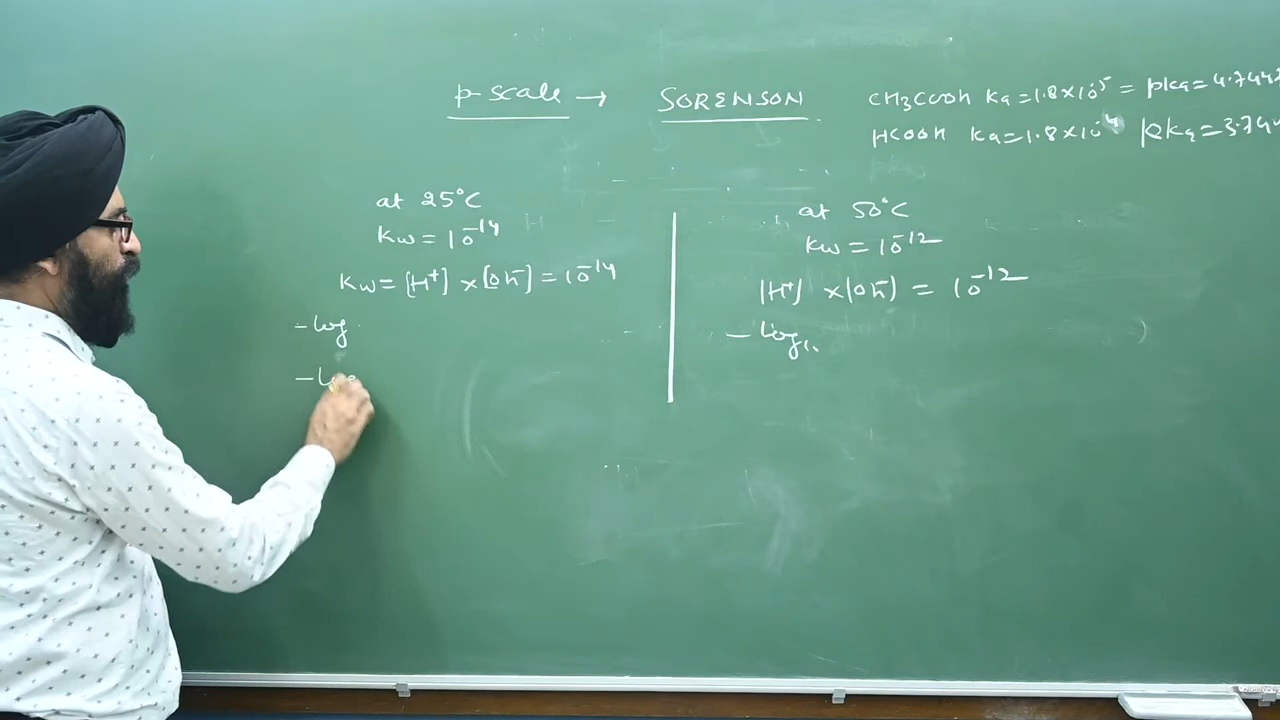 p-scale → SORENSON
CH3COOH Ka=1.8×10⁻⁵ = pKa=4.744
HCOOH Ka=1.8×10⁻⁴ pKa=3.74
at 25°C
Kw=10⁻¹⁴
Kw=[H⁺]×[OH⁻]=10⁻¹⁴
-log
-log
at 50°C
Kw=10⁻¹²
[H⁺]×[OH⁻]=10⁻¹²
-log₁₀